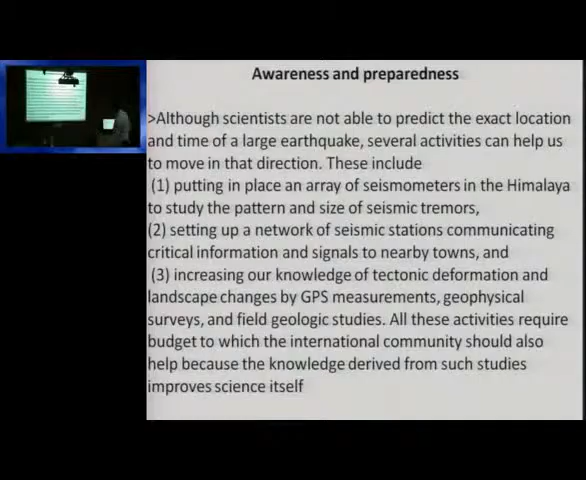 Awareness and preparedness
>Although scientists are not able to predict the exact location
and time of a large earthquake, several activities can help us
to move in that direction. These include
(1) putting in place an array of seismometers in the Himalaya
to study the pattern and size of seismic tremors,
(2) setting up a network of seismic stations communicating
critical information and signals to nearby towns, and
(3) increasing our knowledge of tectonic deformation and
landscape changes by GPS measurements, geophysical
surveys, and field geologic studies. All these activities require
budget to which the international community should also
help because the knowledge derived from such studies
improves science itself